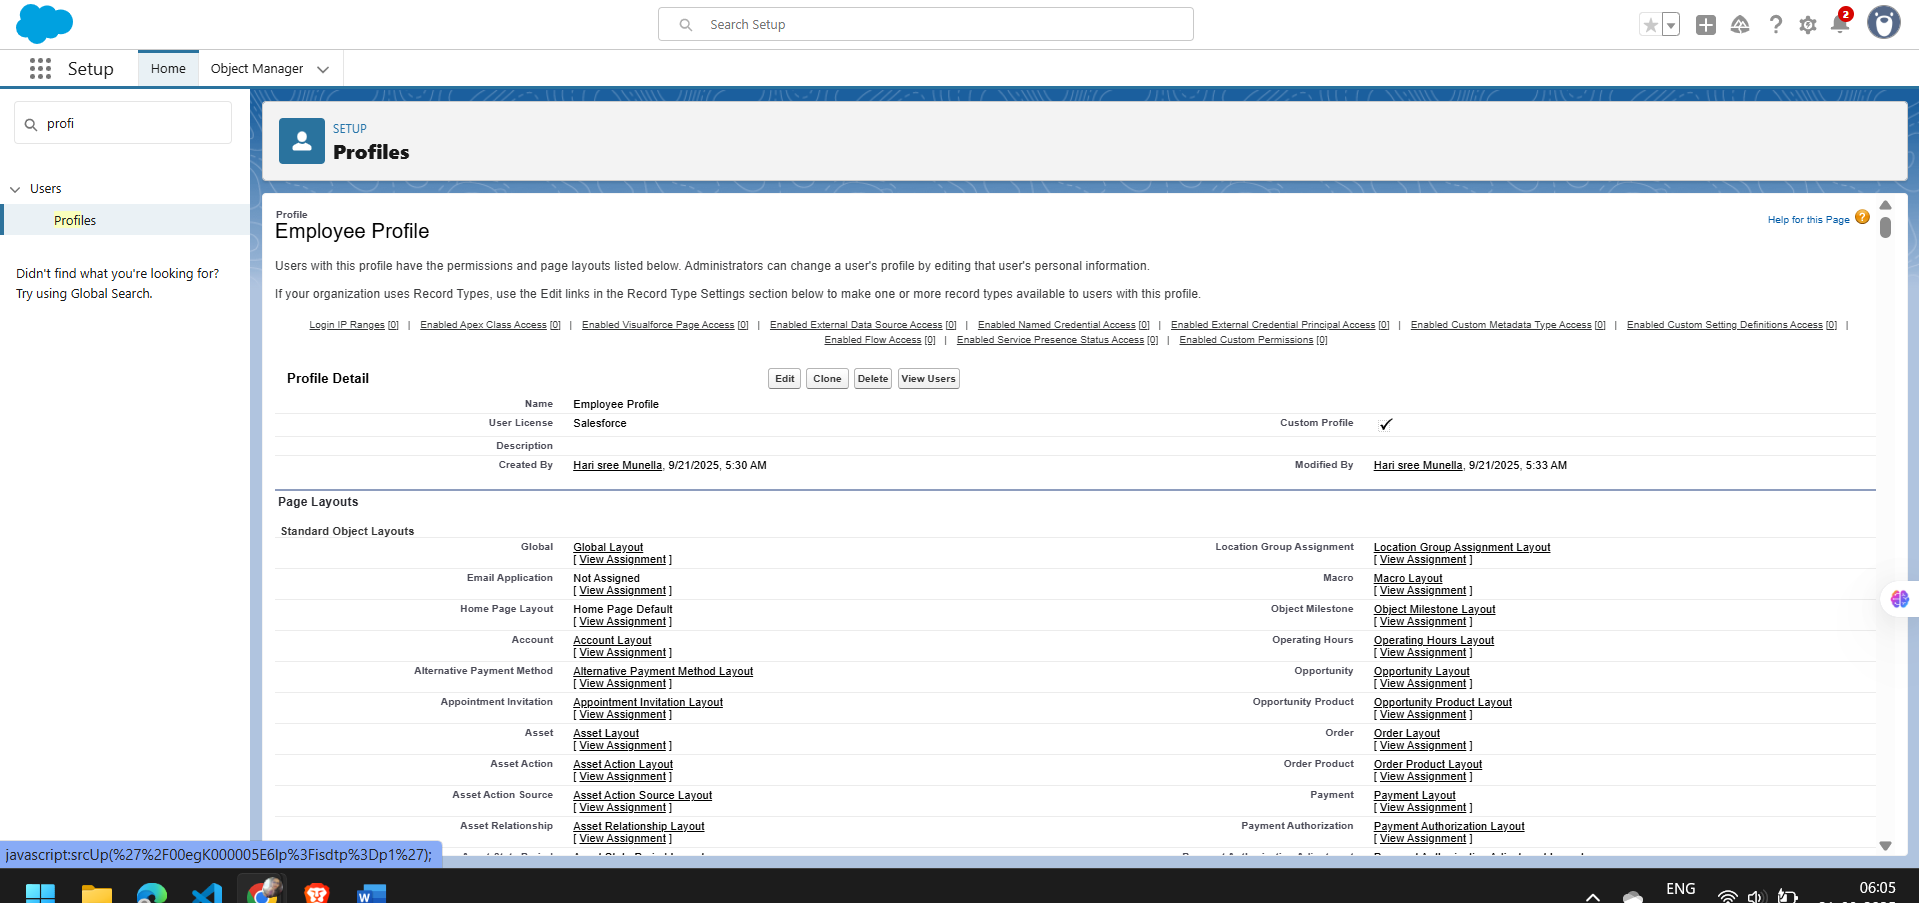 Search Setup
2
Setup
Home
Object Manager
profi
Users
Profiles
Didn't find what you're looking for?
Try using Global Search.
SETUP
Profiles
Profile
Employee Profile
Help for this Page ?
Users with this profile have the permissions and page layouts listed below. Administrators can change a user's profile by editing that user's personal information.
If your organization uses Record Types, use the Edit links in the Record Type Settings section below to make one or more record types available to users with this profile.
Login IP Ranges [0] | Enabled Apex Class Access [0] | Enabled Visualforce Page Access [0] | Enabled External Data Source Access [0] | Enabled Named Credential Access [0] | Enabled External Credential Principal Access [0] | Enabled Custom Metadata Type Access [0] | Enabled Custom Setting Definitions Access [0] |
Enabled Flow Access [0] | Enabled Service Presence Status Access [0] | Enabled Custom Permissions [0]
Profile Detail Edit Clone Delete View Users
Name Employee Profile
User License Salesforce Custom Profile ✓
Description
Created By Hari sree Munella, 9/21/2025, 5:30 AM Modified By Hari sree Munella, 9/21/2025, 5:33 AM
Page Layouts
Standard Object Layouts
Global Global Layout Location Group Assignment Location Group Assignment Layout
[ View Assignment ] [ View Assignment ]
Email Application Not Assigned Macro Macro Layout
[ View Assignment ] [ View Assignment ]
Home Page Layout Home Page Default Object Milestone Object Milestone Layout
[ View Assignment ] [ View Assignment ]
Account Account Layout Operating Hours Operating Hours Layout
[ View Assignment ] [ View Assignment ]
Alternative Payment Method Alternative Payment Method Layout Opportunity Opportunity Layout
[ View Assignment ] [ View Assignment ]
Appointment Invitation Appointment Invitation Layout Opportunity Product Opportunity Product Layout
[ View Assignment ] [ View Assignment ]
Asset Asset Layout Order Order Layout
[ View Assignment ] [ View Assignment ]
Asset Action Asset Action Layout Order Product Order Product Layout
[ View Assignment ] [ View Assignment ]
Asset Action Source Asset Action Source Layout Payment Payment Layout
[ View Assignment ] [ View Assignment ]
Asset Relationship Asset Relationship Layout Payment Authorization Payment Authorization Layout
[ View Assignment ] [ View Assignment ]
javascript:srcUp(%27%2F00egK000005E6Ip%3Fisdtp%3Dp1%27);
W
ENG
06:05